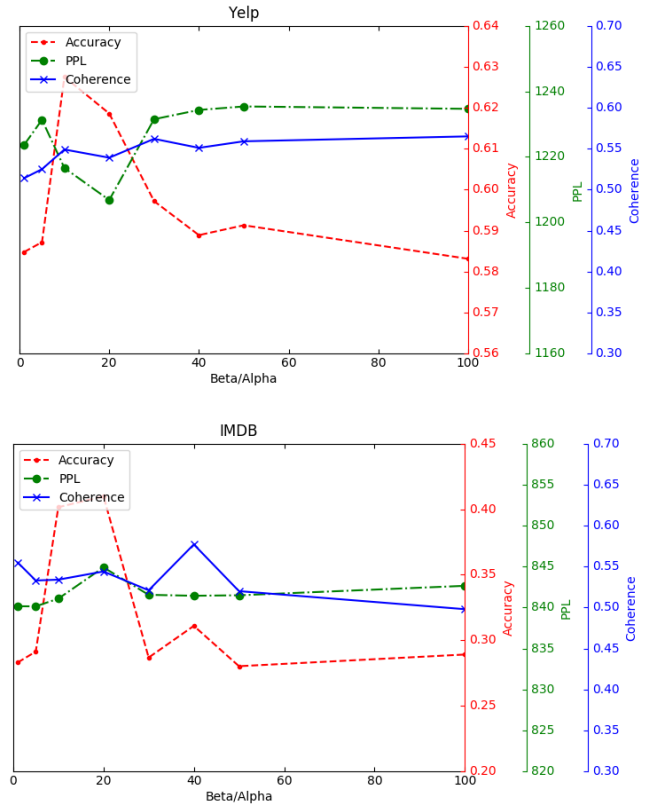 Yelp
Accuracy
PPL
Coherence
0.64
0.63
0.62
0.61
0.60
0.59
0.58
0.57
0.56
Accuracy
1260
1240
1220
1200
1180
1160
PPL
0.70
0.65
0.60
0.55
0.50
0.45
0.40
0.35
0.30
Coherence
0 20 40 60 80 100
Beta/Alpha
IMDB
Accuracy
PPL
Coherence
0.45
0.40
0.35
0.30
0.25
0.20
Accuracy
860
855
850
845
840
835
830
825
820
PPL
0.70
0.65
0.60
0.55
0.50
0.45
0.40
0.35
0.30
Coherence
0 20 40 60 80 100
Beta/Alpha